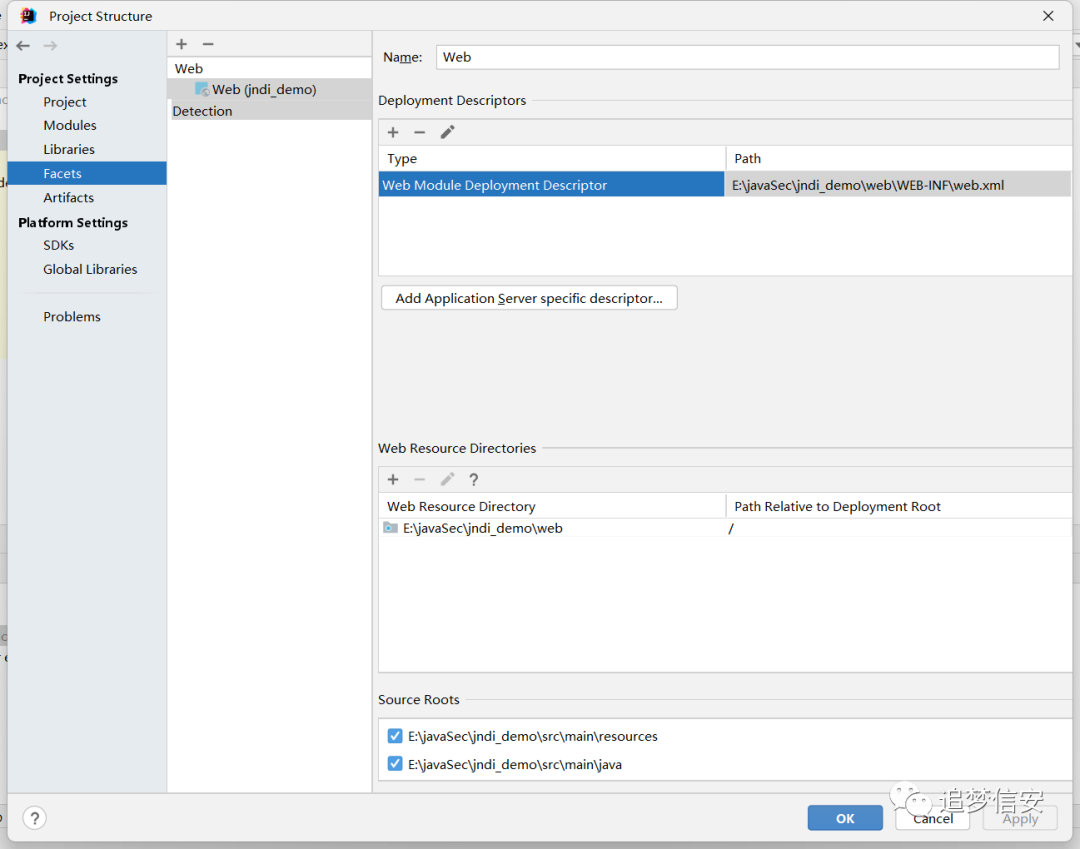 Project Structure
Project Settings
Project
Modules
Libraries
Facets
Artifacts
Platform Settings
SDKs
Global Libraries
Problems
Web
Web (jndi_demo)
Detection
Name: Web
Deployment Descriptors
Type Path
Web Module Deployment Descriptor E:\javaSec\jndi_demo\web\WEB-INF\web.xml
Add Application Server specific descriptor...
Web Resource Directories
?
Web Resource Directory Path Relative to Deployment Root
E:\javaSec\jndi_demo\web /
Source Roots
E:\javaSec\jndi_demo\src\main\resources
E:\javaSec\jndi_demo\src\main\java
追梦信安
? OK Cancel Apply